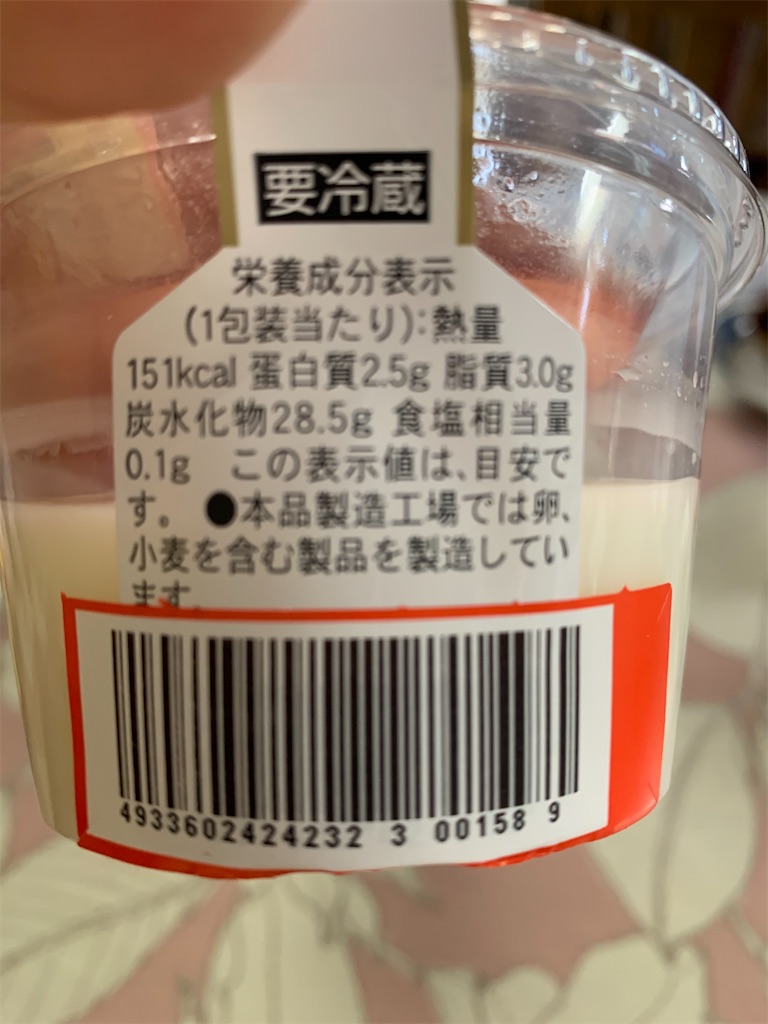 要冷蔵
栄養成分表示
(1包装当たり):熱量
151kcal 蛋白質2.5g 脂質3.0g
炭水化物28.5g 食塩相当量
0.1g この表示値は、目安で
す。 ●本品製造工場では卵、
小麦を含む製品を製造してい
ます。
4933602424232 3 00158 9